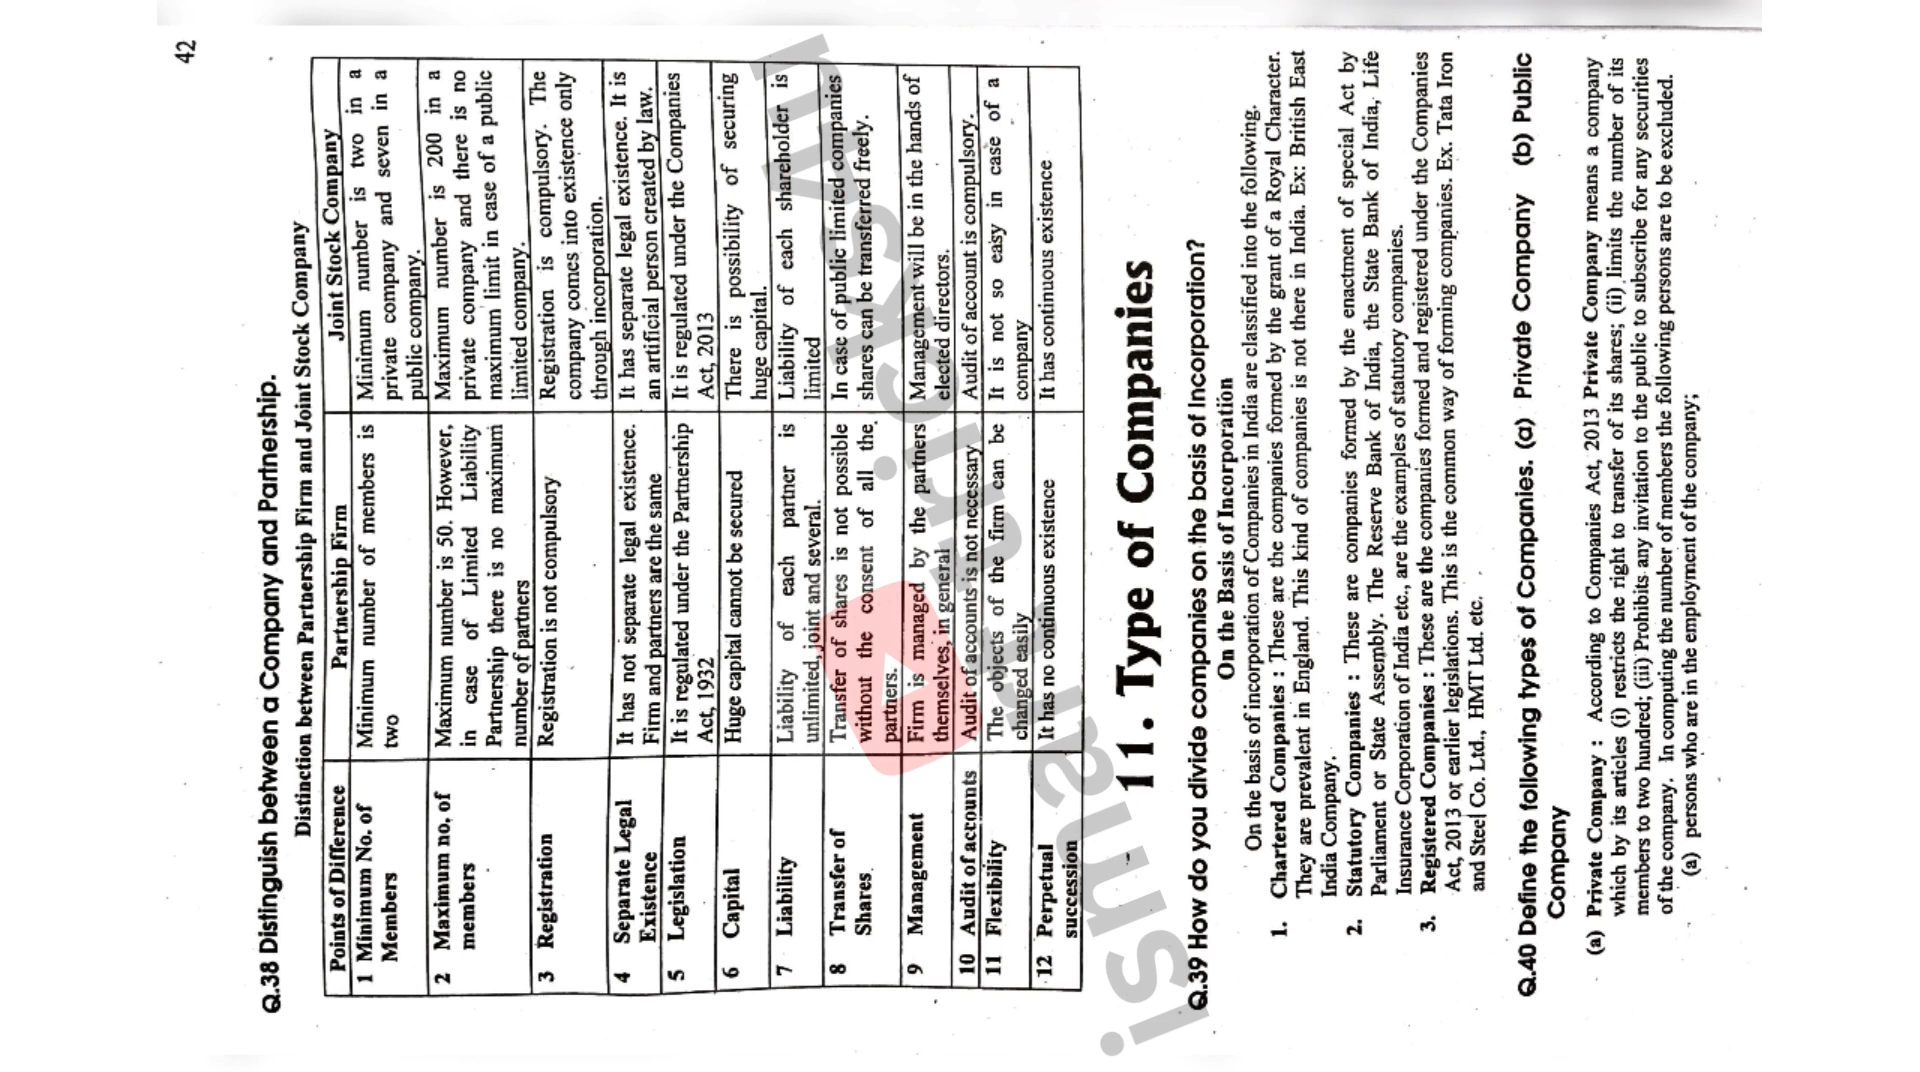 42
Q.38 Distinguish between a Company and Partnership.
Distinction between Partnership Firm and Joint Stock Company
Points of Difference Partnership Firm Joint Stock Company
1 Minimum No. of Members
Minimum number of members is
two
Minimum number is two in a
private company and seven in a
public company.
2 Maximum no. of
members
Maximum number is 50. However,
in case of Limited Liability
Partnership there is no maximum
number of partners
Maximum number is 200 in a
private company and there is no
maximum limit in case of a public
limited company.
3 Registration
Registration is not compulsory
Registration is compulsory. The
company comes into existence only
through incorporation.
4 Separate Legal
Existence
It has not separate legal existence.
Firm and partners are the same
It has separate legal existence. It is
an artificial person created by law.
5 Legislation
It is regulated under the Partnership
Act, 1932
It is regulated under the Companies
Act, 2013
6 Capital
Huge capital cannot be secured
There is possibility of securing
huge capital.
7 Liability
Liability of each partner is
unlimited, joint and several.
Liability of each shareholder is
limited
8 Transfer of
Shares.
Transfer of shares is not possible
without the consent of all the
partners.
In case of public limited companies
shares can be transferred freely.
9 Management
Firm is managed by the partners
themselves, in general
Management will be in the hands of
elected directors.
10 Audit of accounts
Audit of accounts is not necessary
Audit of account is compulsory.
11 Flexibility
The objects of the firm can be
changed easily
It is not so easy in case of a
company
12 Perpetual
succession
It has no continuous existence
It has continuous existence
11. Type of Companies
Q.39 How do you divide companies on the basis of Incorporation?
On the Basis of Incorporation
On the basis of incorporation of Companies in India are classified into the following.
1. Chartered Companies : These are the companies formed by the grant of a Royal Character.
They are prevalent in England. This kind of companies is not there in India. Ex: British East
India Company.
2. Statutory Companies : These are companies formed by the enactment of special Act by
Parliament or State Assembly. The Reserve Bank of India, the State Bank of India, Life
Insurance Corporation of India etc., are the examples of statutory companies.
3. Registered Companies : These are the companies formed and registered under the Companies
Act, 2013 or earlier legislations. This is the common way of forming companies. Ex. Tata Iron
and Steel Co. Ltd., HMT Ltd. etc.
Q.40 Define the following types of Companies. (a) Private Company (b) Public
Company
(a) Private Company : According to Companies Act, 2013 Private Company means a company
which by its articles (i) restricts the right to transfer of its shares; (ii) limits the number of its
members to two hundred; (iii) Prohibits any invitation to the public to subscribe for any securities
of the company. In computing the number of members the following persons are to be excluded.
(a) persons who are in the employment of the company;